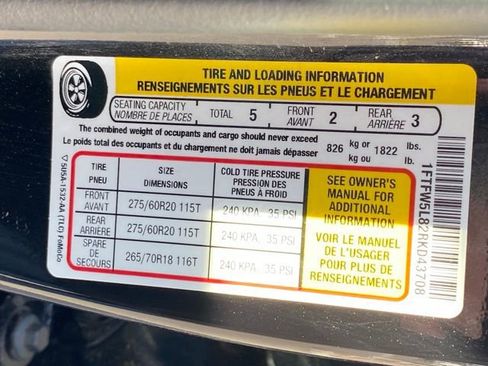 TIRE AND LOADING INFORMATION
RENSEIGNEMENTS SUR LES PNEUS ET LE CHARGEMENT
SEATING CAPACITY
NOMBRE DE PLACES
TOTAL 5
FRONT
AVANT
2
REAR
ARRIÈRE
3
The combined weight of occupants and cargo should never exceed
Le poids total des occupants et du chargement ne doit jamais dépasser
826 kg or
kg ou
1822 lbs.
lb.
TIRE
PNEU
SIZE
DIMENSIONS
COLD TIRE PRESSURE
PRESSION DES
PNEUS À FROID
FRONT
AVANT
275/60R20 115T
240 KPA, 35 PSI
REAR
ARRIÈRE
275/60R20 115T
240 KPA, 35 PSI
SPARE
DE
SECOURS
265/70R18 116T
240 KPA, 35 PSI
SEE OWNER'S
MANUAL FOR
ADDITIONAL
INFORMATION
VOIR LE MANUEL
DE L'USAGER
POUR PLUS DE
RENSEIGNEMENTS
5U5A-1532-AA (TLG) FoMoCo
1FTFW5L82RKD43708